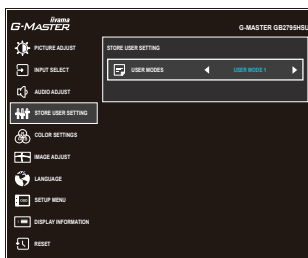 iiyama
G-MASTER
G-MASTER GB2795HSU
PICTURE ADJUST
STORE USER SETTING
INPUT SELECT
USER MODES
USER MODE 1
AUDIO ADJUST
STORE USER SETTING
COLOR SETTINGS
IMAGE ADJUST
LANGUAGE
SETUP MENU
DISPLAY INFORMATION
RESET